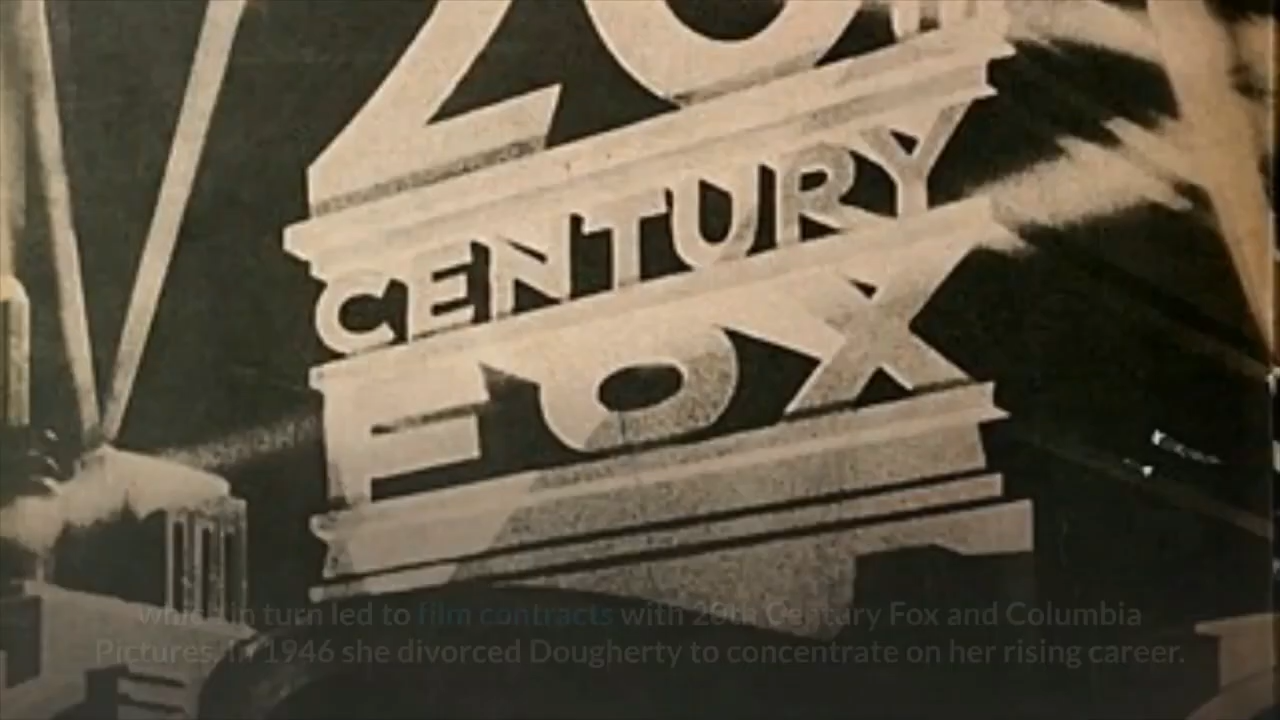 20th
CENTURY
FOX
which in turn led to film contracts with 20th Century Fox and Columbia
Pictures. In 1946 she divorced Dougherty to concentrate on her rising career.